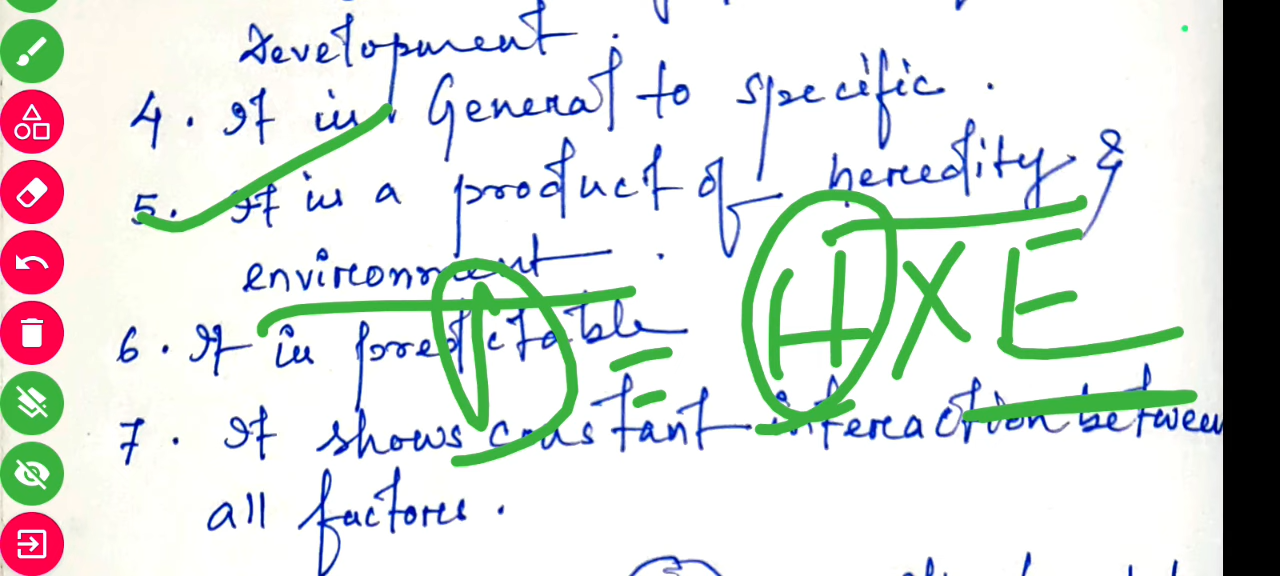 Development.
4. It is General to specific.
5. It is a product of heredity &
environment.
6. It is predictable
H X E
=
7. It shows constant interaction between
all factors.